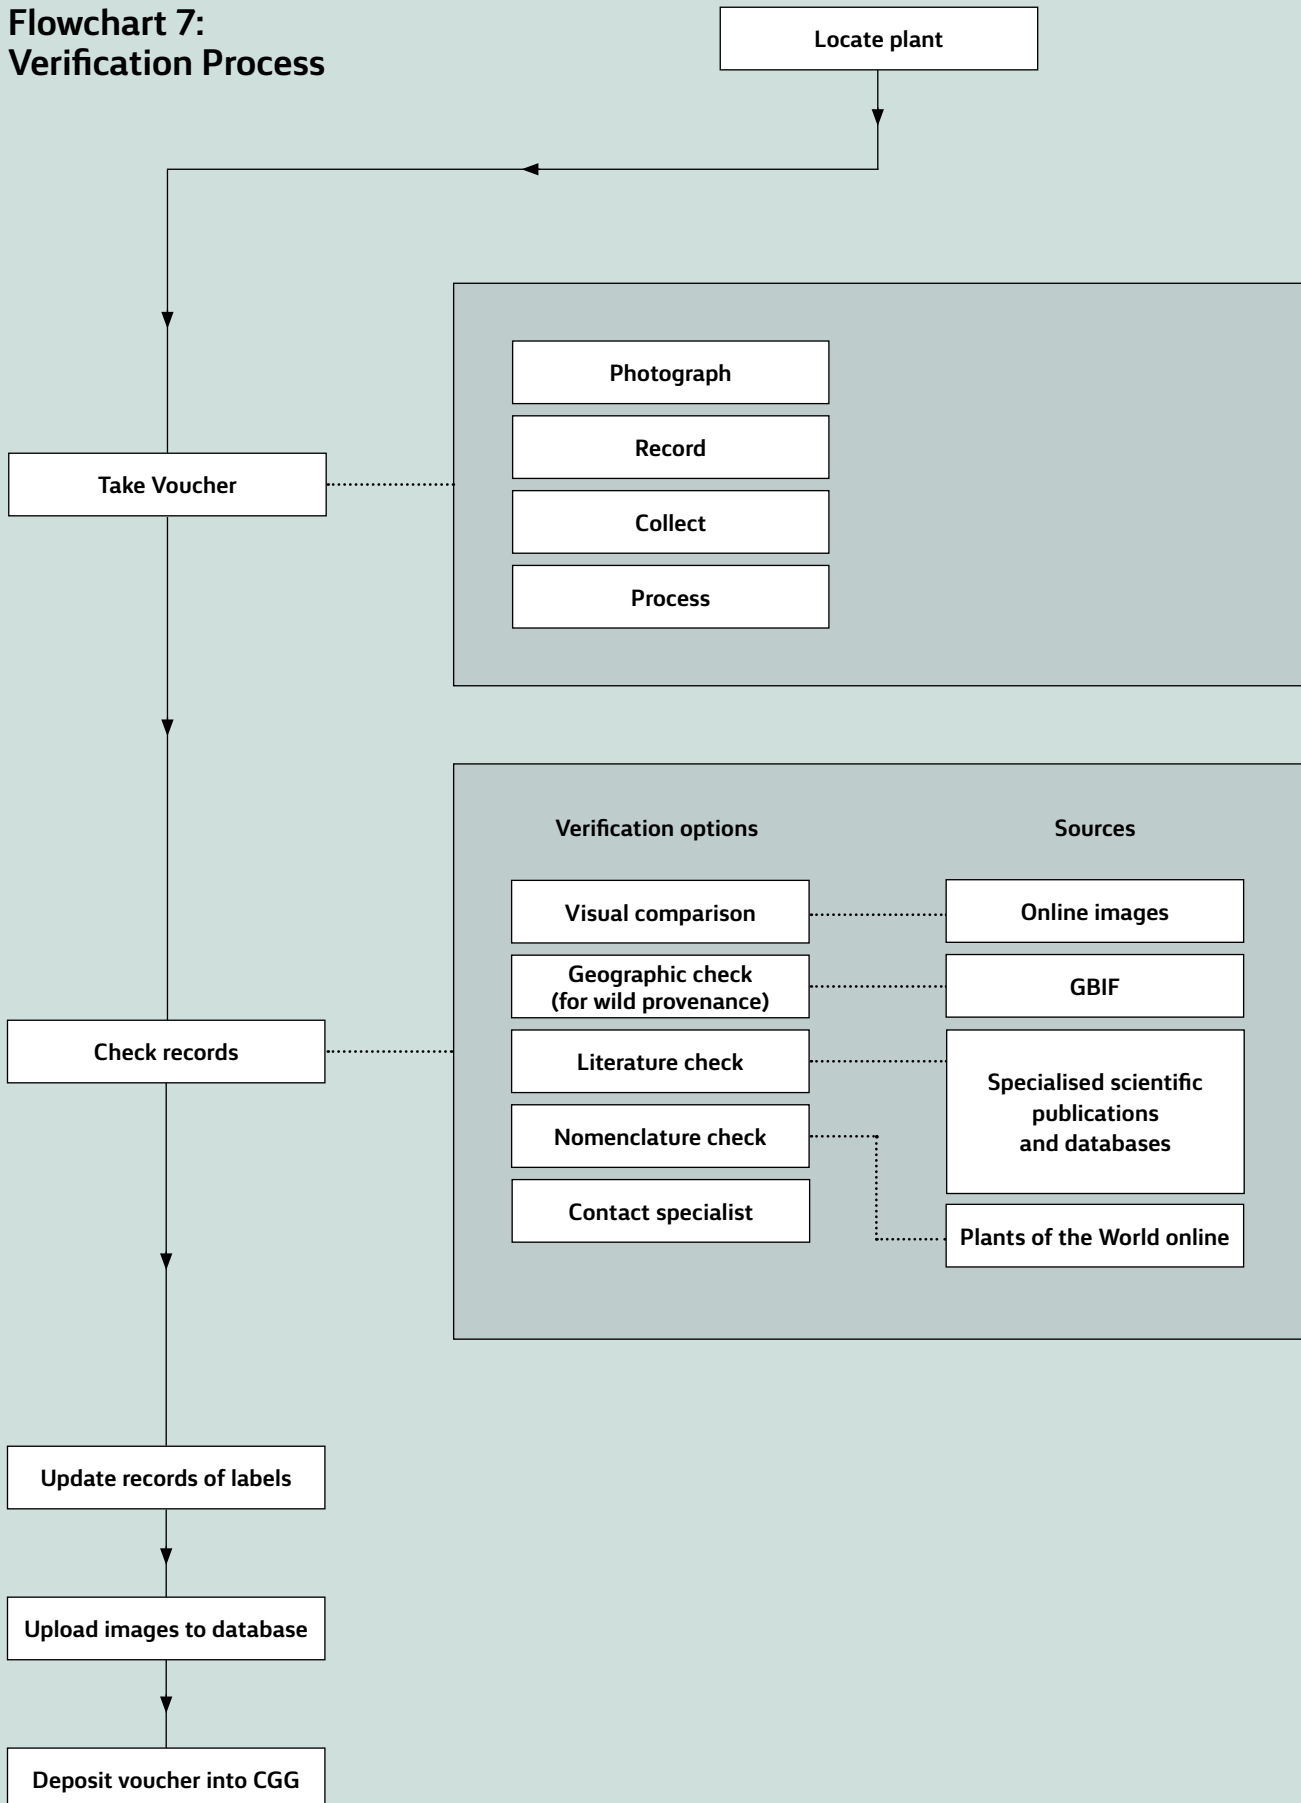 Flowchart 7:
Verification Process
Locate plant
Photograph
Record
Take Voucher
Collect
Process
Verification options
Sources
Visual comparison
Online images
Geographic check
(for wild provenance)
GBIF
Check records
Literature check
Specialised scientific
publications
and databases
Nomenclature check
Contact specialist
Plants of the World online
Update records of labels
Upload images to database
Deposit voucher into CGG